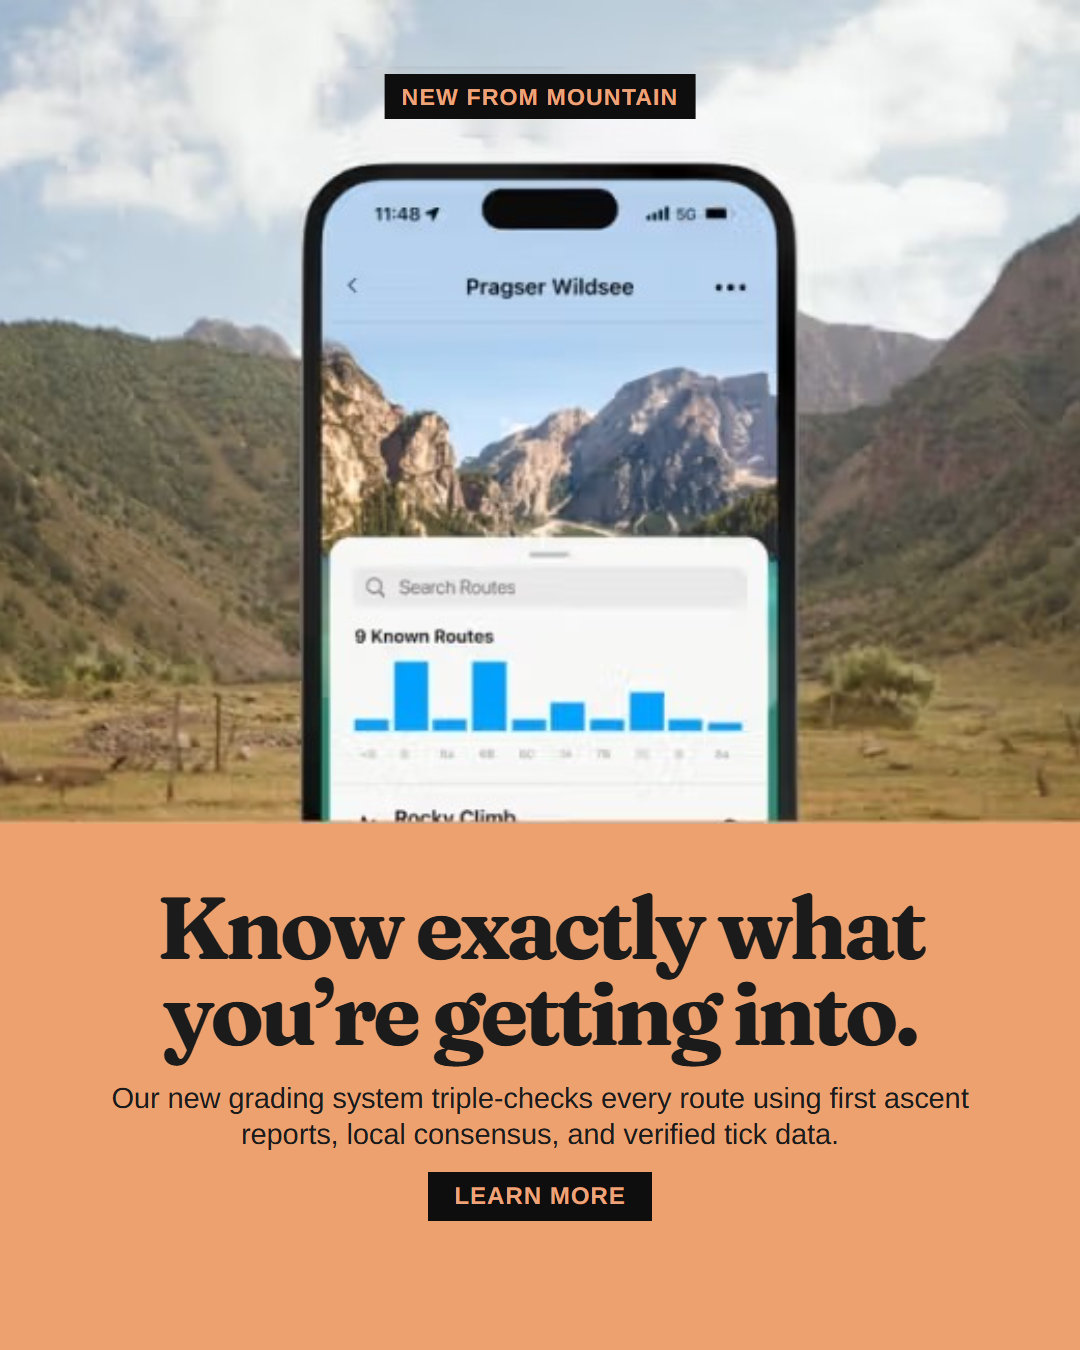 NEW FROM MOUNTAIN
11:48
5G
Pragser Wildsee
Search Routes
9 Known Routes
Rocky Climb
Know exactly what
you’re getting into.
Our new grading system triple-checks every route using first ascent
reports, local consensus, and verified tick data.
LEARN MORE